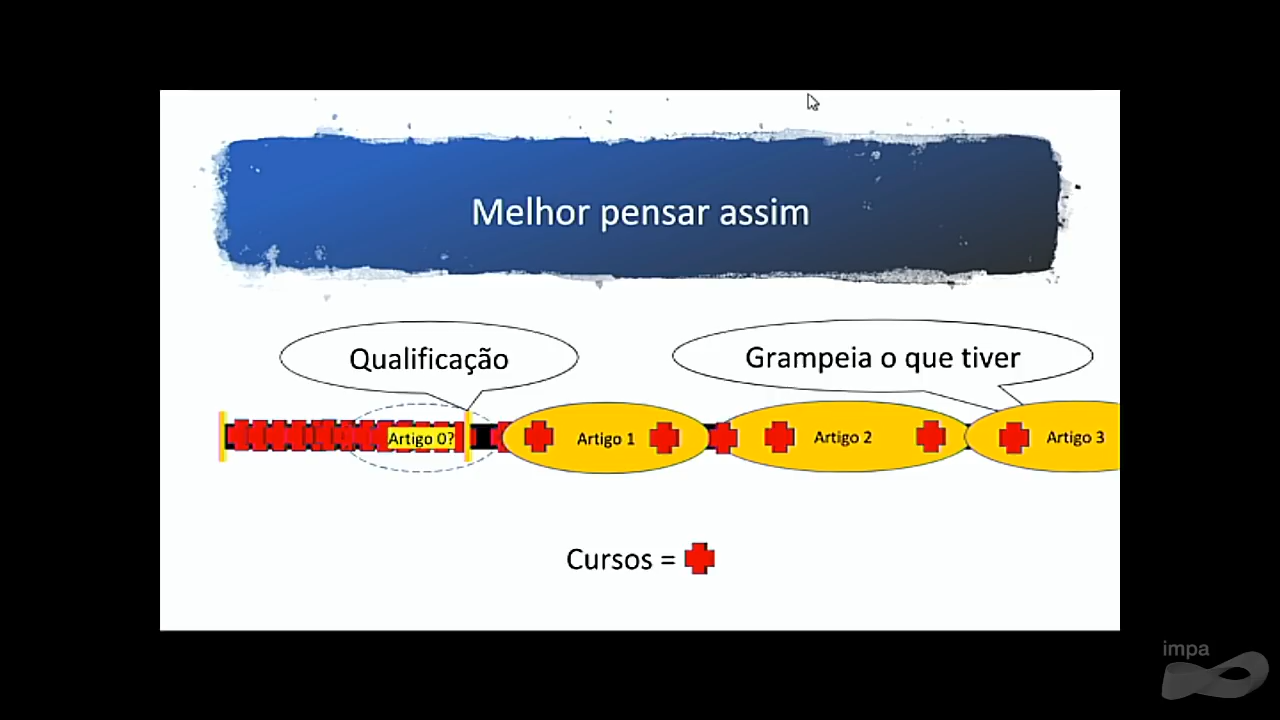 Melhor pensar assim
Qualificação
Grampeia o que tiver
Artigo 0?
Artigo 1
Artigo 2
Artigo 3
Cursos =
impa